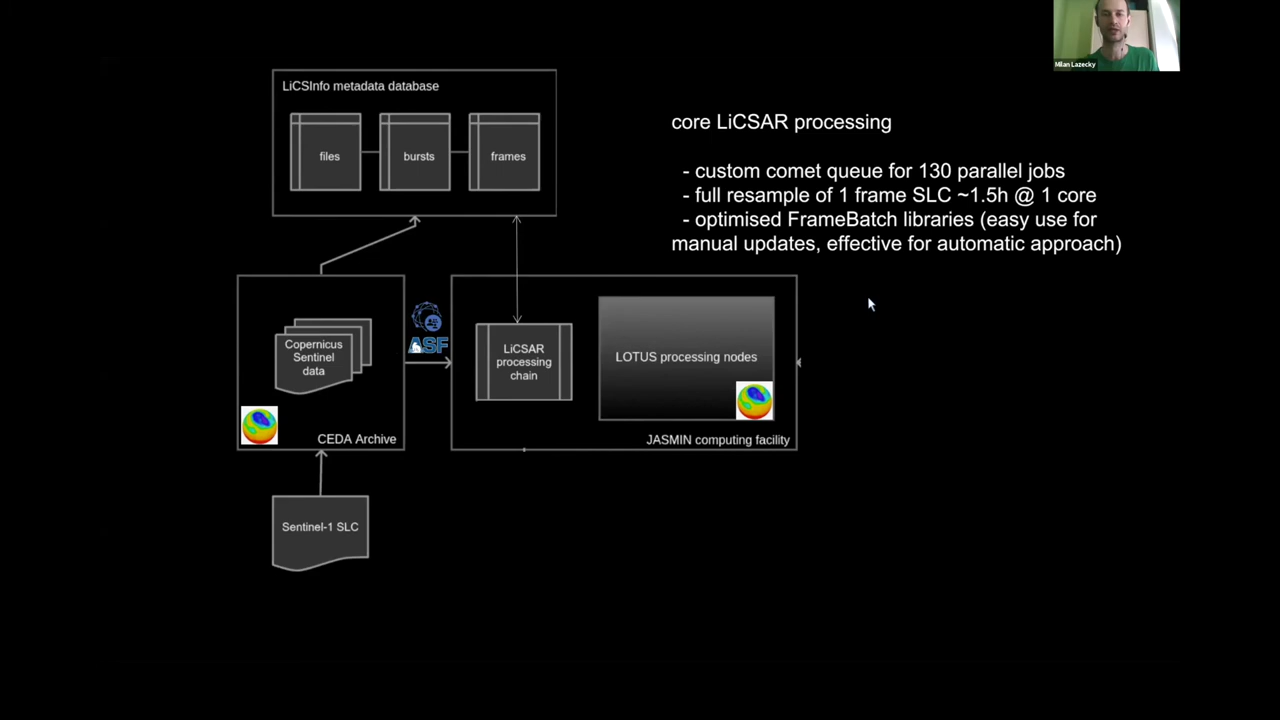 Milan Lazecky
LiCSInfo metadata database
files
bursts
frames
core LiCSAR processing
- custom comet queue for 130 parallel jobs
- full resample of 1 frame SLC ~1.5h @ 1 core
- optimised FrameBatch libraries (easy use for
manual updates, effective for automatic approach)
Copernicus
Sentinel
data
CEDA Archive
ASF
LiCSAR
processing
chain
LOTUS processing nodes
JASMIN computing facility
Sentinel-1 SLC